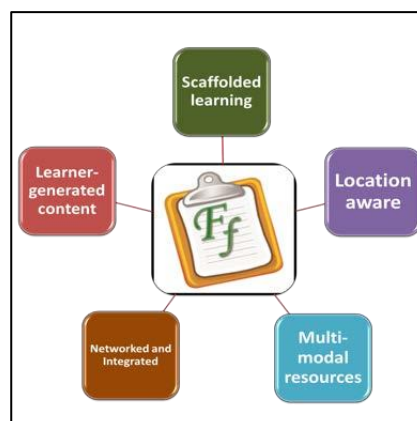 Scaffolded
learning
Learner-
generated
content
Location
aware
Ff
Networked and
Integrated
Multi-
modal
resources